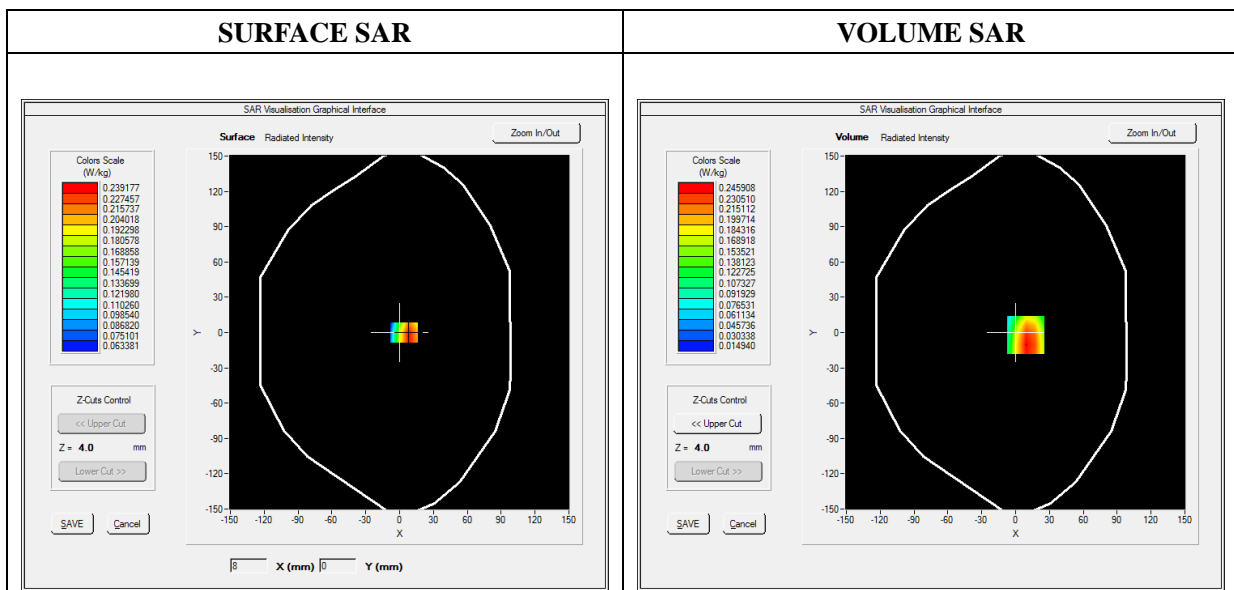 SURFACE SAR
SAR Visualisation Graphical Interface
Surface Radiated Intensity
Zoom In/Out
Colors Scale
(W/kg)
0.239177
0.227457
0.215737
0.204018
0.192298
0.180578
0.168858
0.157139
0.145419
0.133699
0.121980
0.110260
0.098540
0.086820
0.075101
0.063381
Z-Cuts Control
<< Upper Cut
Z = 4.0 mm
Lower Cut >>
SAVE Cancel
150
120
90
60
30
0
-30
-60
-90
-120
-150
Y
-150 -120 -90 -60 -30 0 30 60 90 120 150
X
8 X (mm) 0 Y (mm)
VOLUME SAR
SAR Visualisation Graphical Interface
Volume Radiated Intensity
Zoom In/Out
Colors Scale
(W/kg)
0.245908
0.230510
0.215112
0.199714
0.184316
0.168918
0.153521
0.138123
0.122725
0.107327
0.091929
0.076531
0.061134
0.045736
0.030338
0.014940
Z-Cuts Control
<< Upper Cut
Z = 4.0 mm
Lower Cut >>
SAVE Cancel
150
120
90
60
30
0
-30
-60
-90
-120
-150
Y
-150 -120 -90 -60 -30 0 30 60 90 120 150
X